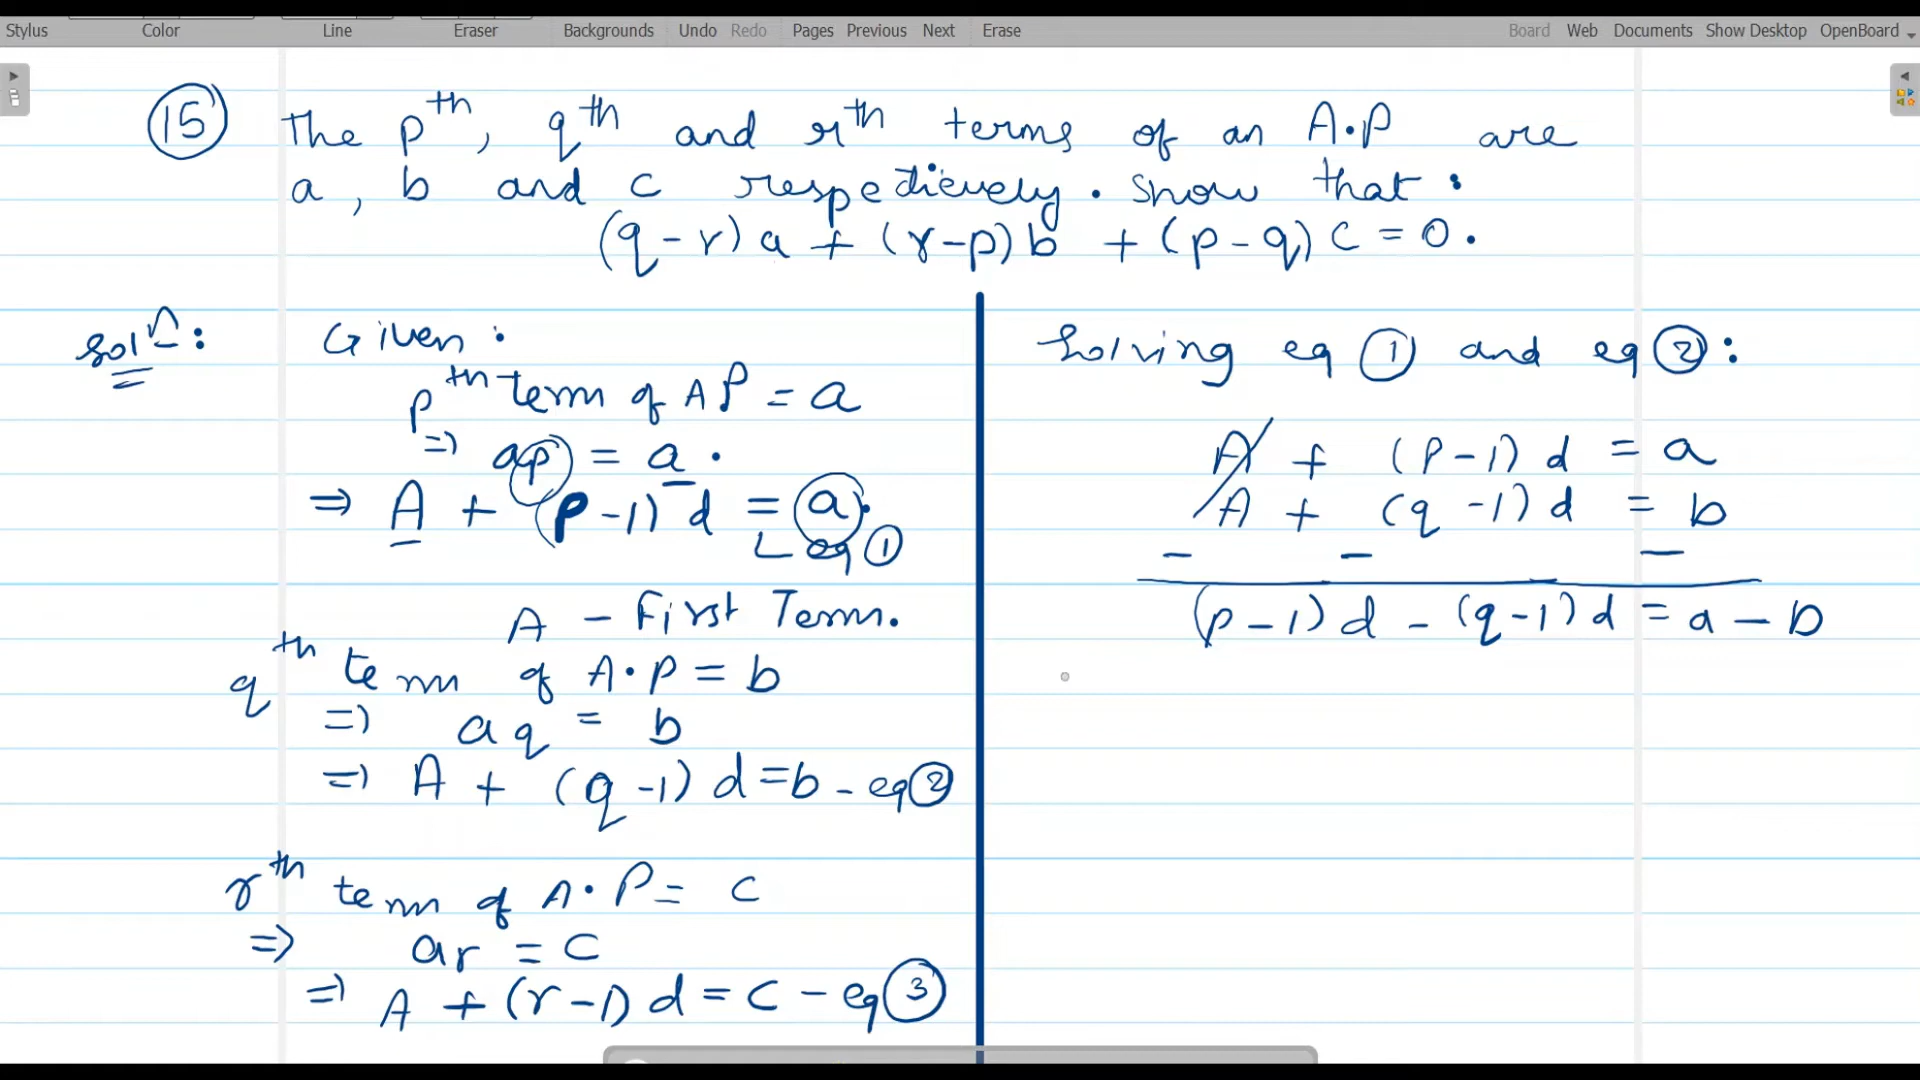 Stylus Color Line Eraser Backgrounds Undo Redo Pages Previous Next Erase Board Web Documents Show Desktop OpenBoard
(15) The pth, qth and rth terms of an A.P are
a, b and c respectievely. Show that:
(q-r) a + (r-p) b + (p-q) c = 0.
Soln:
Given:
pth term of AP = a
=> ap = a.
=> A + (p-1) d = a.
eq (1)
A - First Term.
qth term of A.P = b
=> aq = b
=> A + (q-1) d = b - eq (2)
rth term of A.P = c
=> ar = c
=> A + (r-1) d = c - eq (3)
Solving eq (1) and eq (2):
A + (p-1) d = a
A + (q-1) d = b
- - -
(p-1) d - (q-1) d = a - b